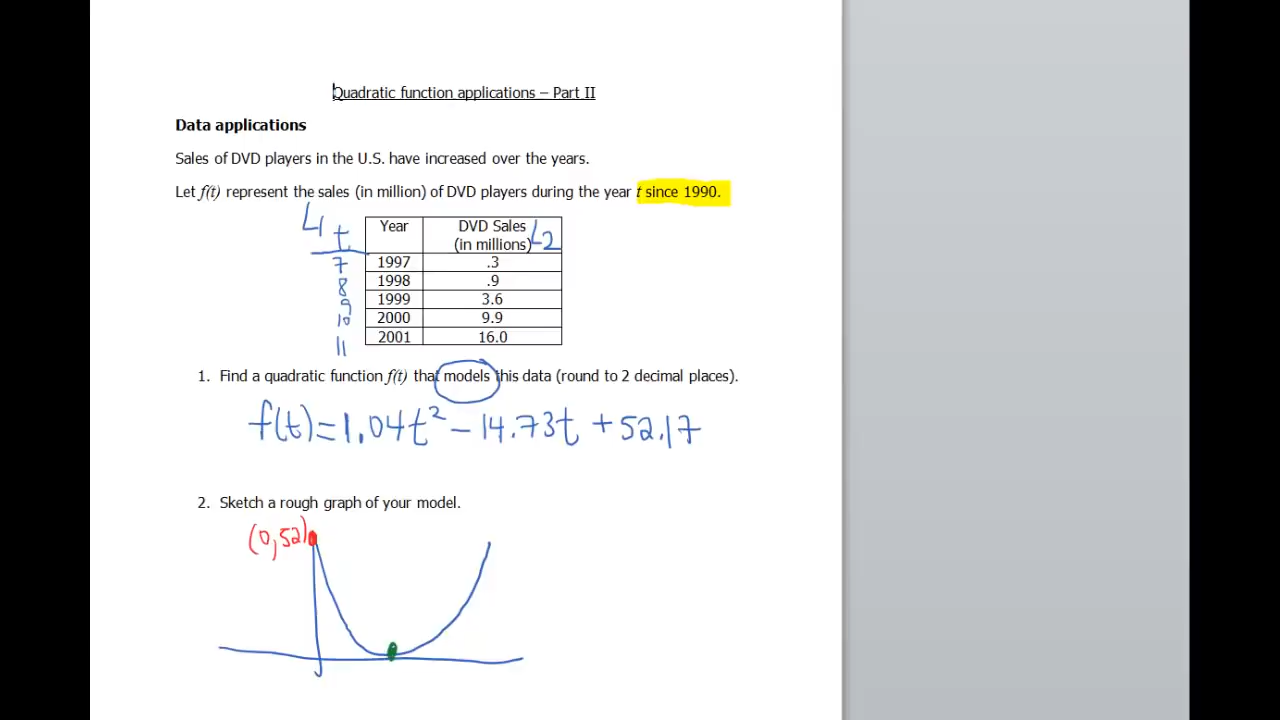 Quadratic function applications – Part II
Data applications
Sales of DVD players in the U.S. have increased over the years.
Let f(t) represent the sales (in million) of DVD players during the year t since 1990.
L1 t Year DVD Sales (in millions) L2
7 1997 .3
8 1998 .9
9 1999 3.6
10 2000 9.9
11 2001 16.0
1. Find a quadratic function f(t) that models this data (round to 2 decimal places).
f(t)=1.04t² – 14.73t + 52.17
2. Sketch a rough graph of your model.
(0,52)